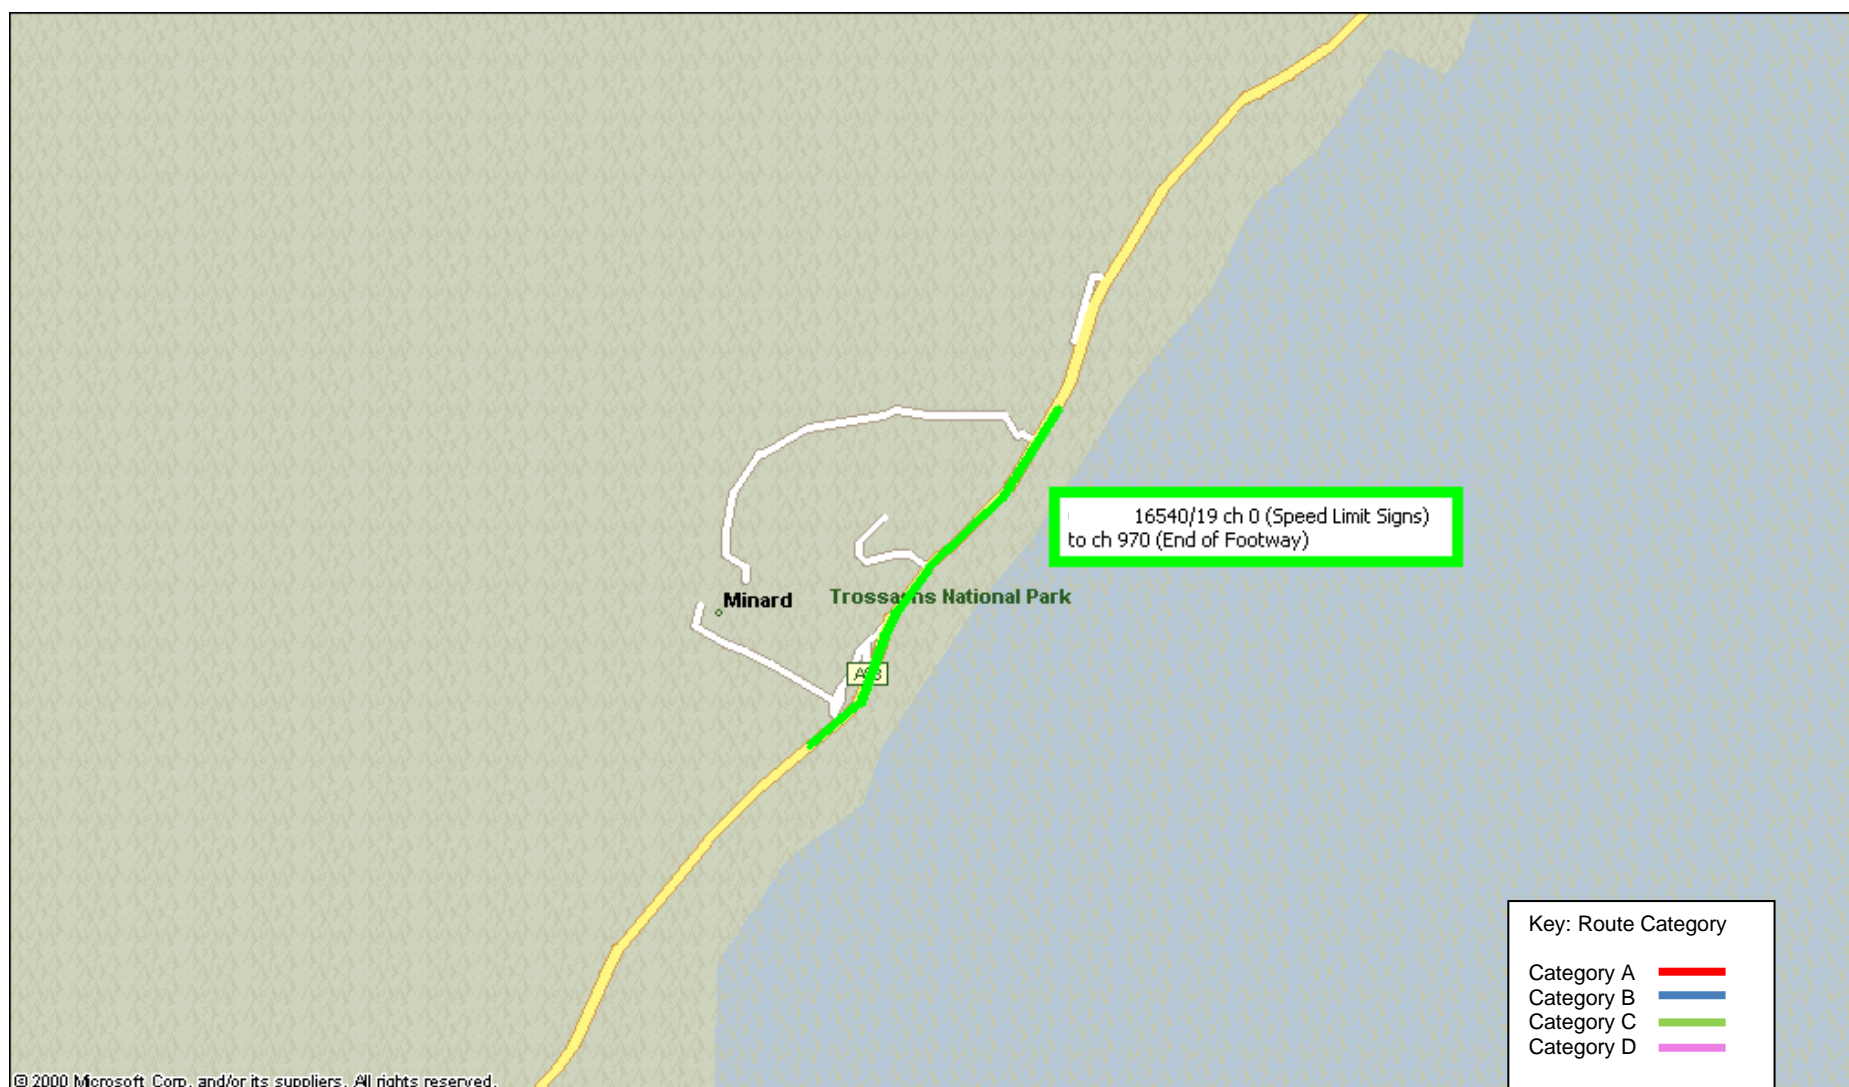 16540/19 ch 0 (Speed Limit Signs)
to ch 970 (End of Footway)
Minard
Trossachs National Park
Key: Route Category
Category A
Category B
Category C
Category D
© 2000 Microsoft Corp. and/or its suppliers. All rights reserved.